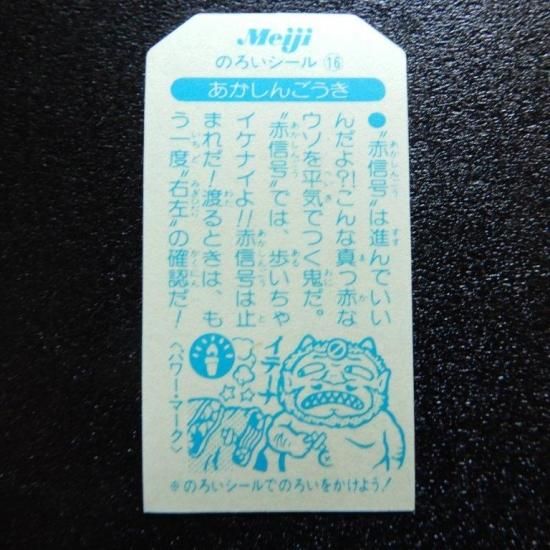 Meiji
のろいシール ⑯
あかしんごうき
●“赤信号”は進んでいい
んだよ?!こんな真っ赤な
ウソを平気でつく鬼だ。
“赤信号”では、歩いちゃ
イケナイよ!!赤信号は止
まれだ!渡るときは、も
う一度“右左”の確認だ!
イテーナ
〈パワー・マーク〉
※のろいシールでのろいをかけよう!